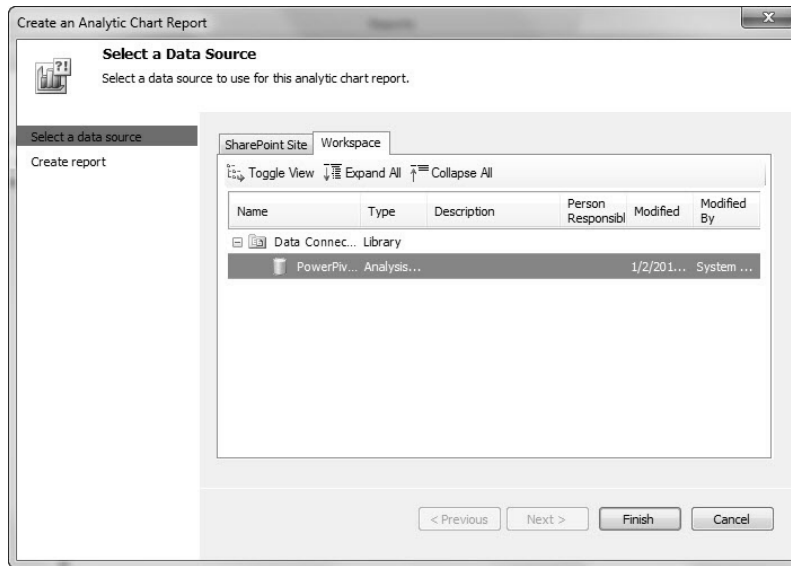 Create an Analytic Chart Report
x
Select a Data Source
Select a data source to use for this analytic chart report.
?!
Select a data source
Create report
SharePoint Site Workspace
Toggle View Expand All Collapse All
Name Type Description Person Responsibl Modified Modified By
Data Connec... Library
PowerPiv... Analysis... 1/2/201... System ...
< Previous Next > Finish Cancel